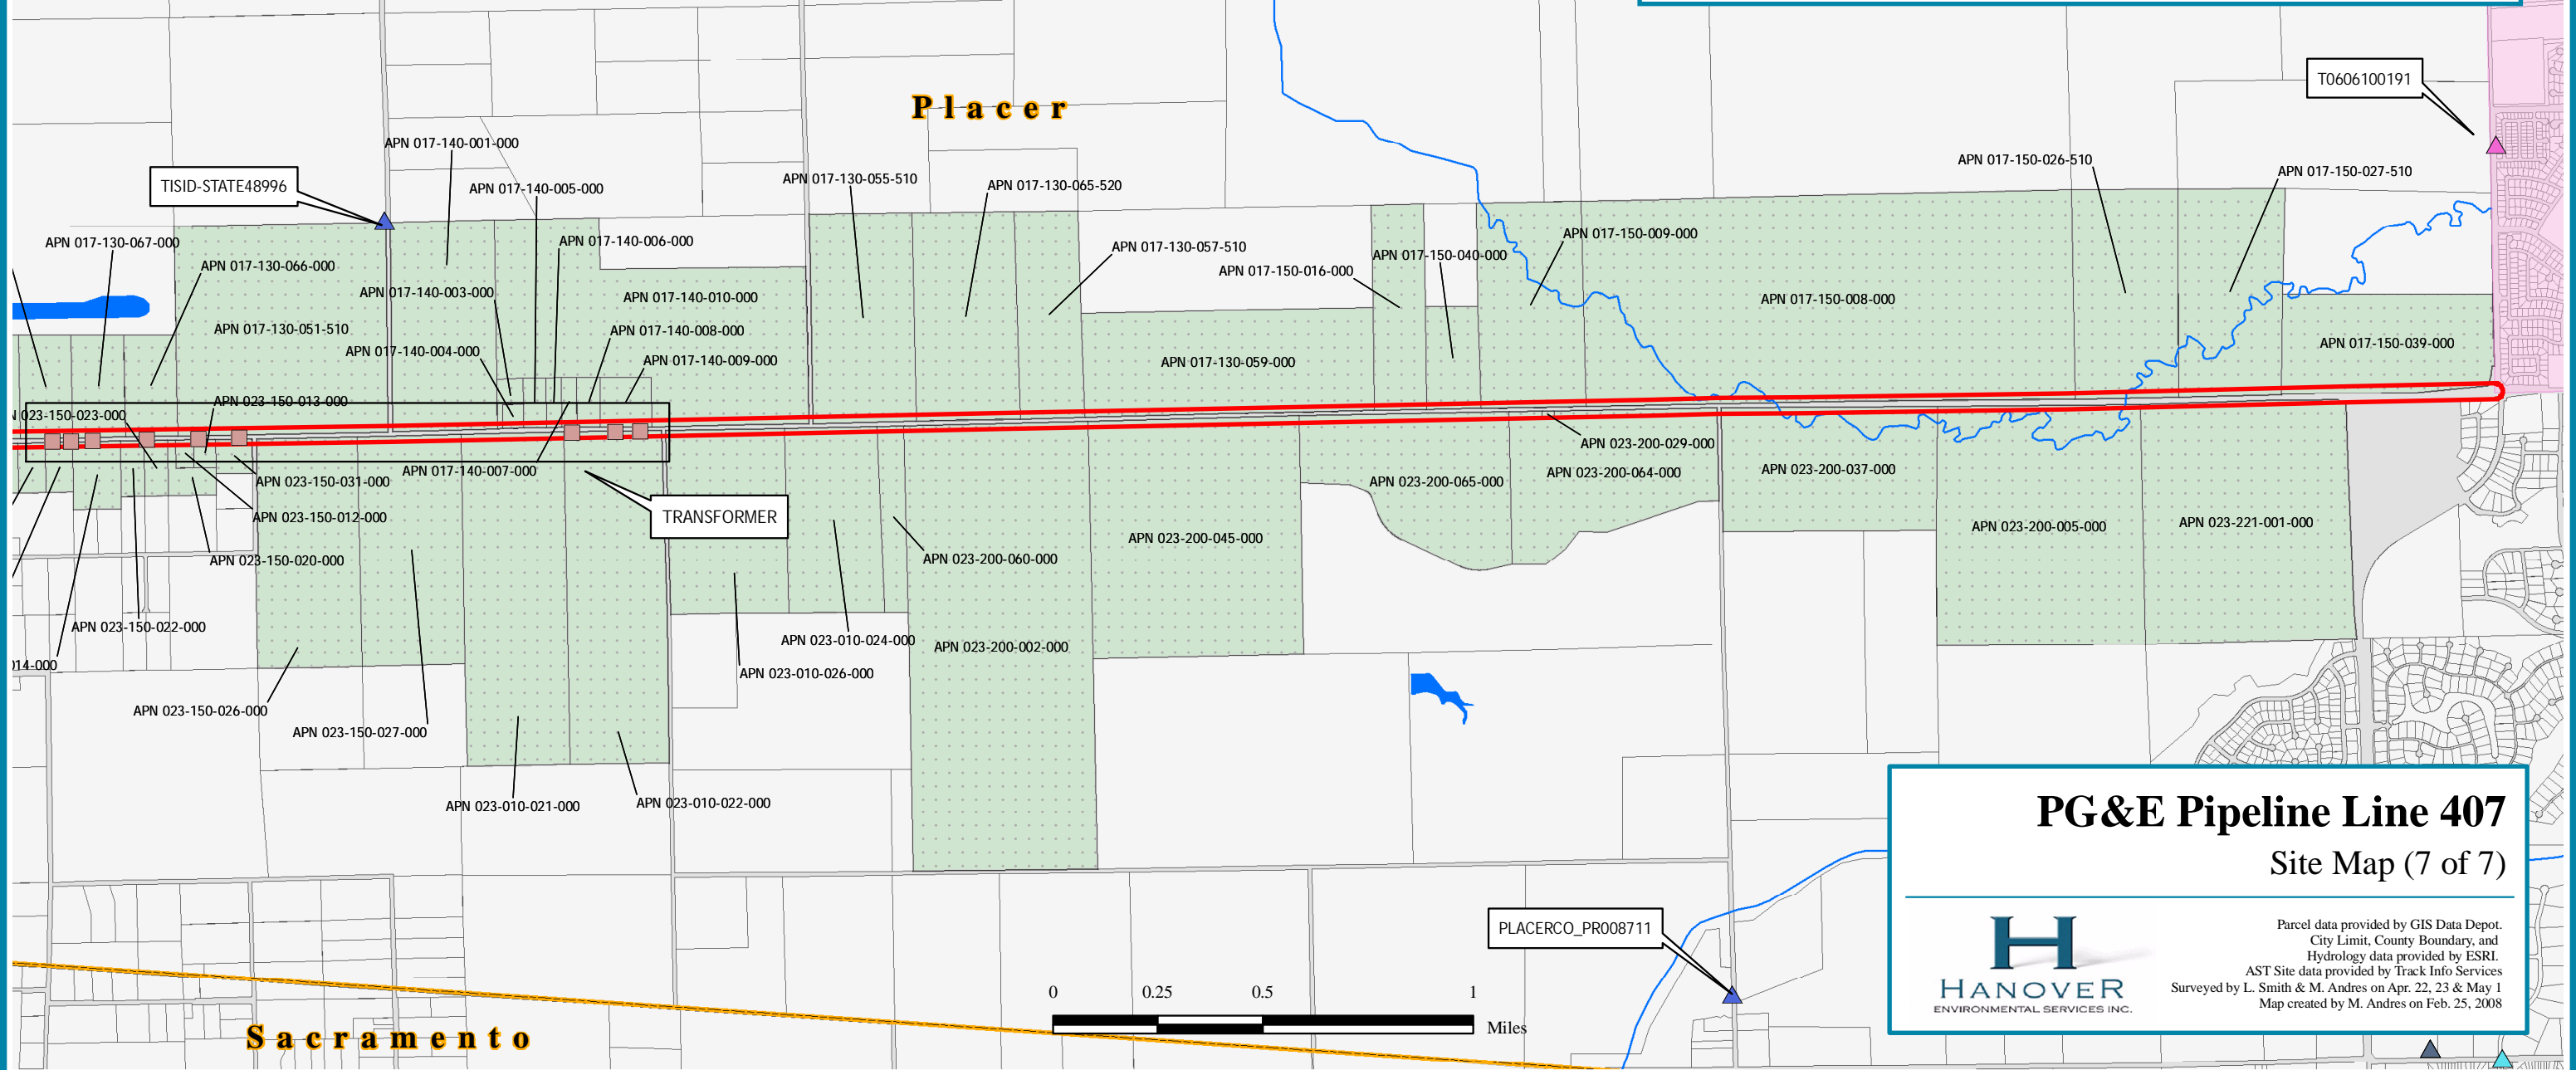 Placer
T0606100191
APN 017-140-001-000
APN 017-150-026-510
APN 017-150-027-510
TISID-STATE48996
APN 017-140-005-000
APN 017-130-055-510
APN 017-130-065-520
APN 017-130-067-000
APN 017-140-006-000
APN 017-130-057-510
APN 017-150-009-000
APN 017-130-066-000
APN 017-150-016-000
APN 017-150-040-000
APN 017-140-003-000
APN 017-140-010-000
APN 017-150-008-000
APN 017-130-051-510
APN 017-140-008-000
APN 017-140-004-000
APN 017-140-009-000
APN 017-130-059-000
APN 017-150-039-000
APN 023-150-013-000
023-150-023-000
APN 023-200-029-000
APN 017-140-007-000
APN 023-150-031-000
APN 023-200-065-000
APN 023-200-064-000
APN 023-200-037-000
APN 023-150-012-000
TRANSFORMER
APN 023-200-045-000
APN 023-200-005-000
APN 023-221-001-000
APN 023-150-020-000
APN 023-200-060-000
APN 023-150-022-000
APN 023-010-024-000
APN 023-200-002-000
014-000
APN 023-010-026-000
APN 023-150-026-000
APN 023-150-027-000
APN 023-010-021-000
APN 023-010-022-000
PG&E Pipeline Line 407
Site Map (7 of 7)
PLACERCO_PR008711
Parcel data provided by GIS Data Depot.
City Limit, County Boundary, and
Hydrology data provided by ESRI.
AST Site data provided by Track Info Services
Surveyed by L. Smith & M. Andres on Apr. 22, 23 & May 1
Map created by M. Andres on Feb. 25, 2008
H
HANOVER
ENVIRONMENTAL SERVICES INC.
0 0.25 0.5 1
Miles
Sacramento